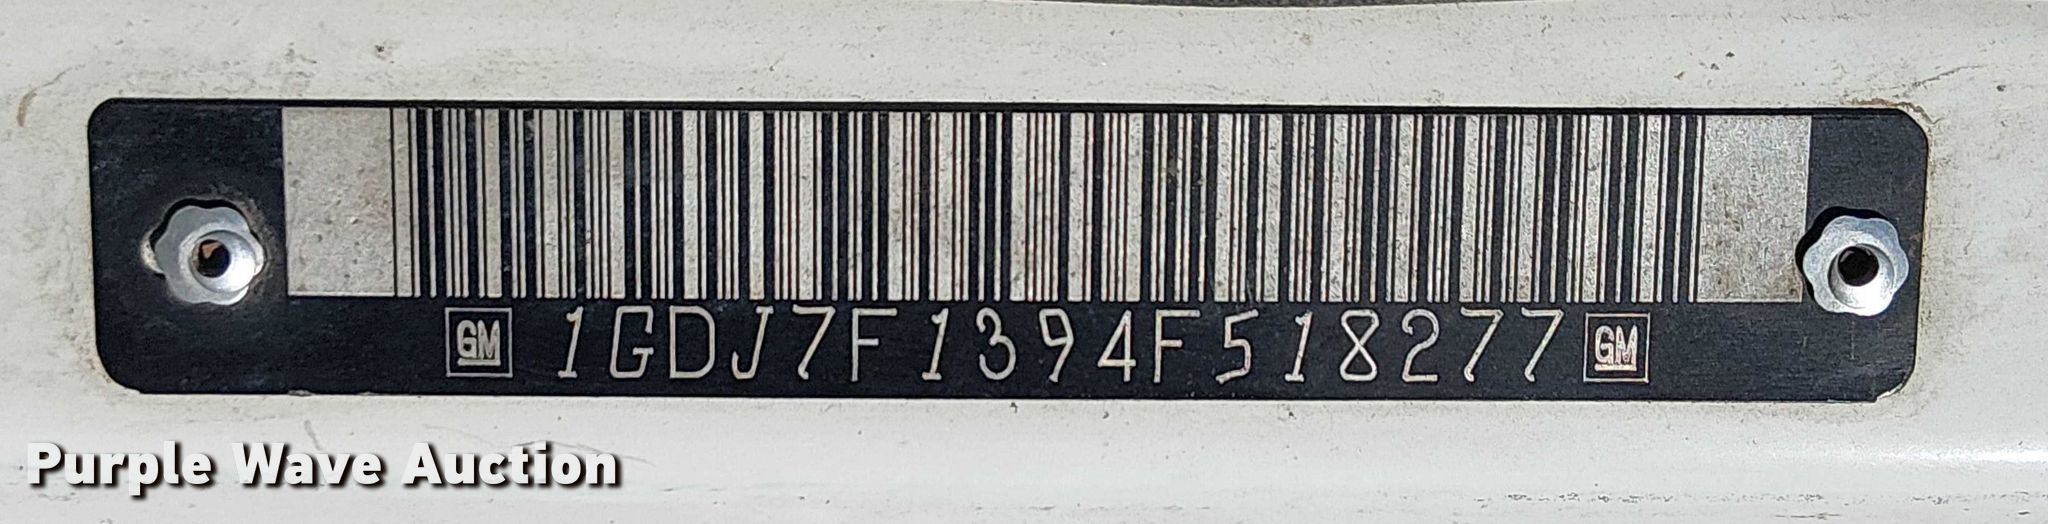 GM 1GDJ7F1394F518277 GM
Purple Wave Auction